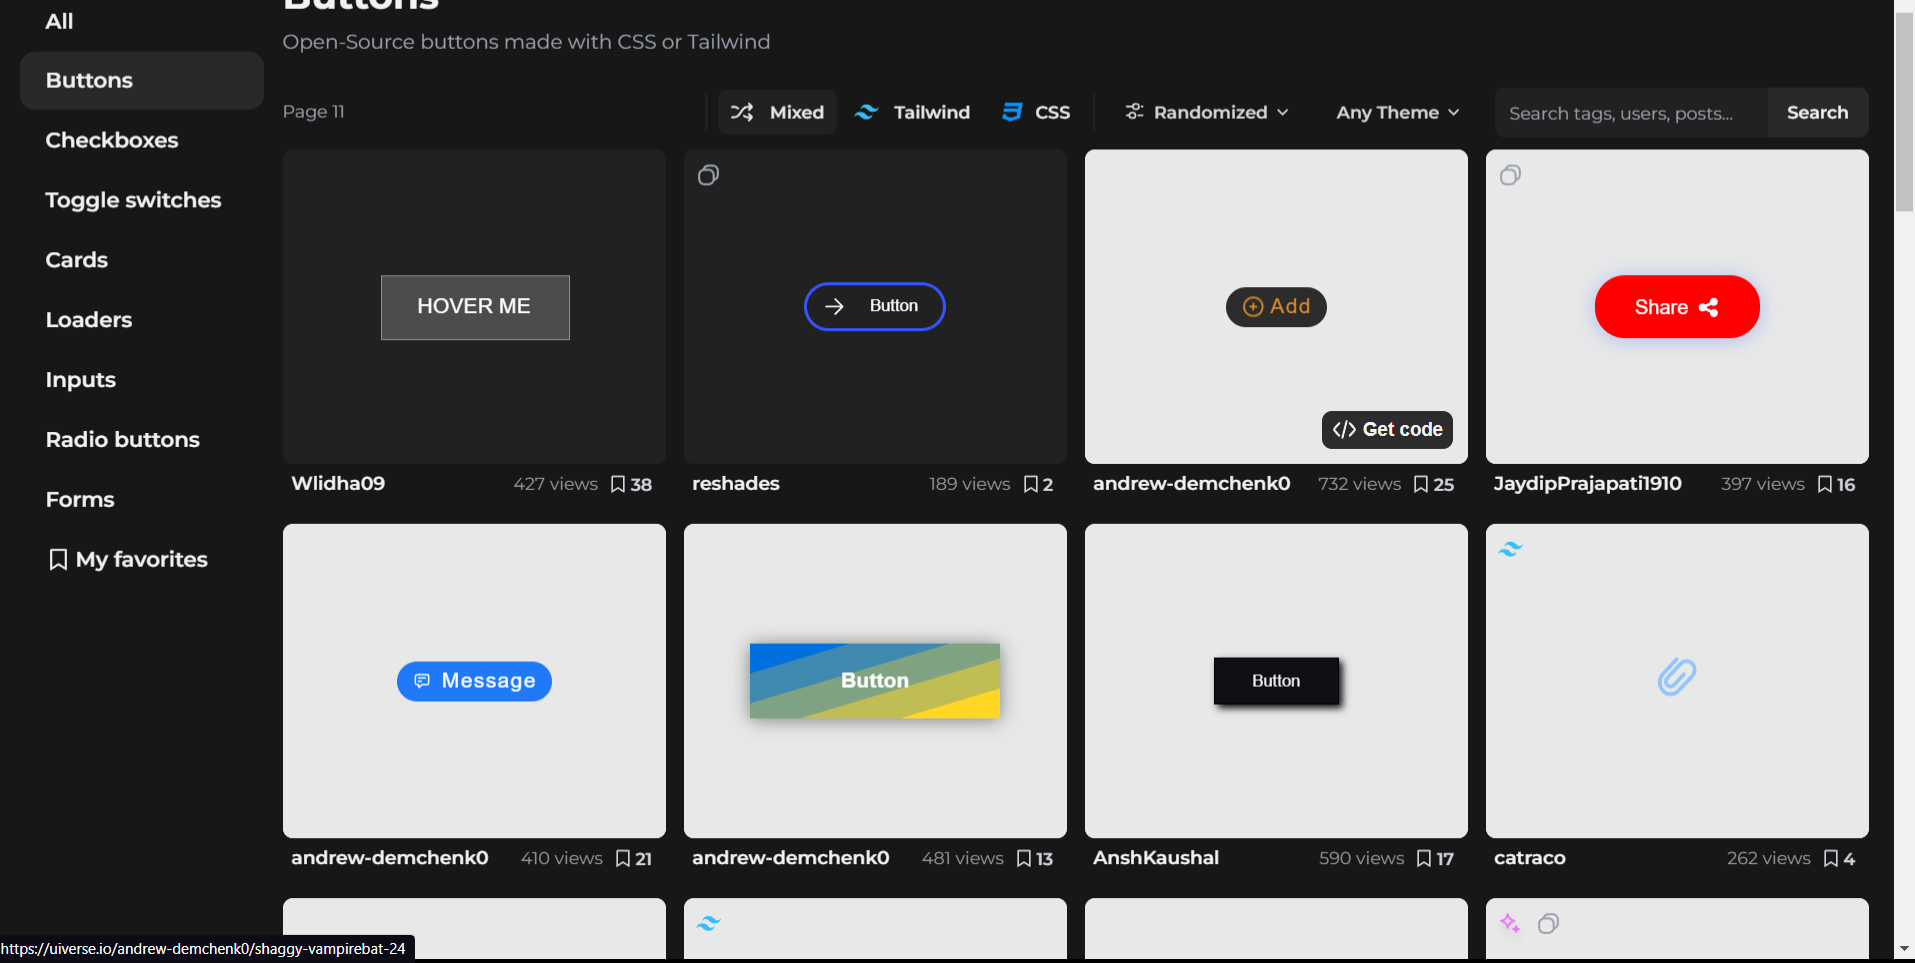 Buttons
All
Open-Source buttons made with CSS or Tailwind
Buttons
Checkboxes
Toggle switches
Cards
Loaders
Inputs
Radio buttons
Forms
My favorites
Page 11
Mixed
Tailwind
CSS
Randomized
Any Theme
Search tags, users, posts...
Search
HOVER ME
Button
Add
Share
</> Get code
Wlidha09 427 views 38
reshades 189 views 2
andrew-demchenk0 732 views 25
JaydipPrajapati1910 397 views 16
Message
Button
Button
andrew-demchenk0 410 views 21
andrew-demchenk0 481 views 13
AnshKaushal 590 views 17
catraco 262 views 4
https://uiverse.io/andrew-demchenk0/shaggy-vampirebat-24